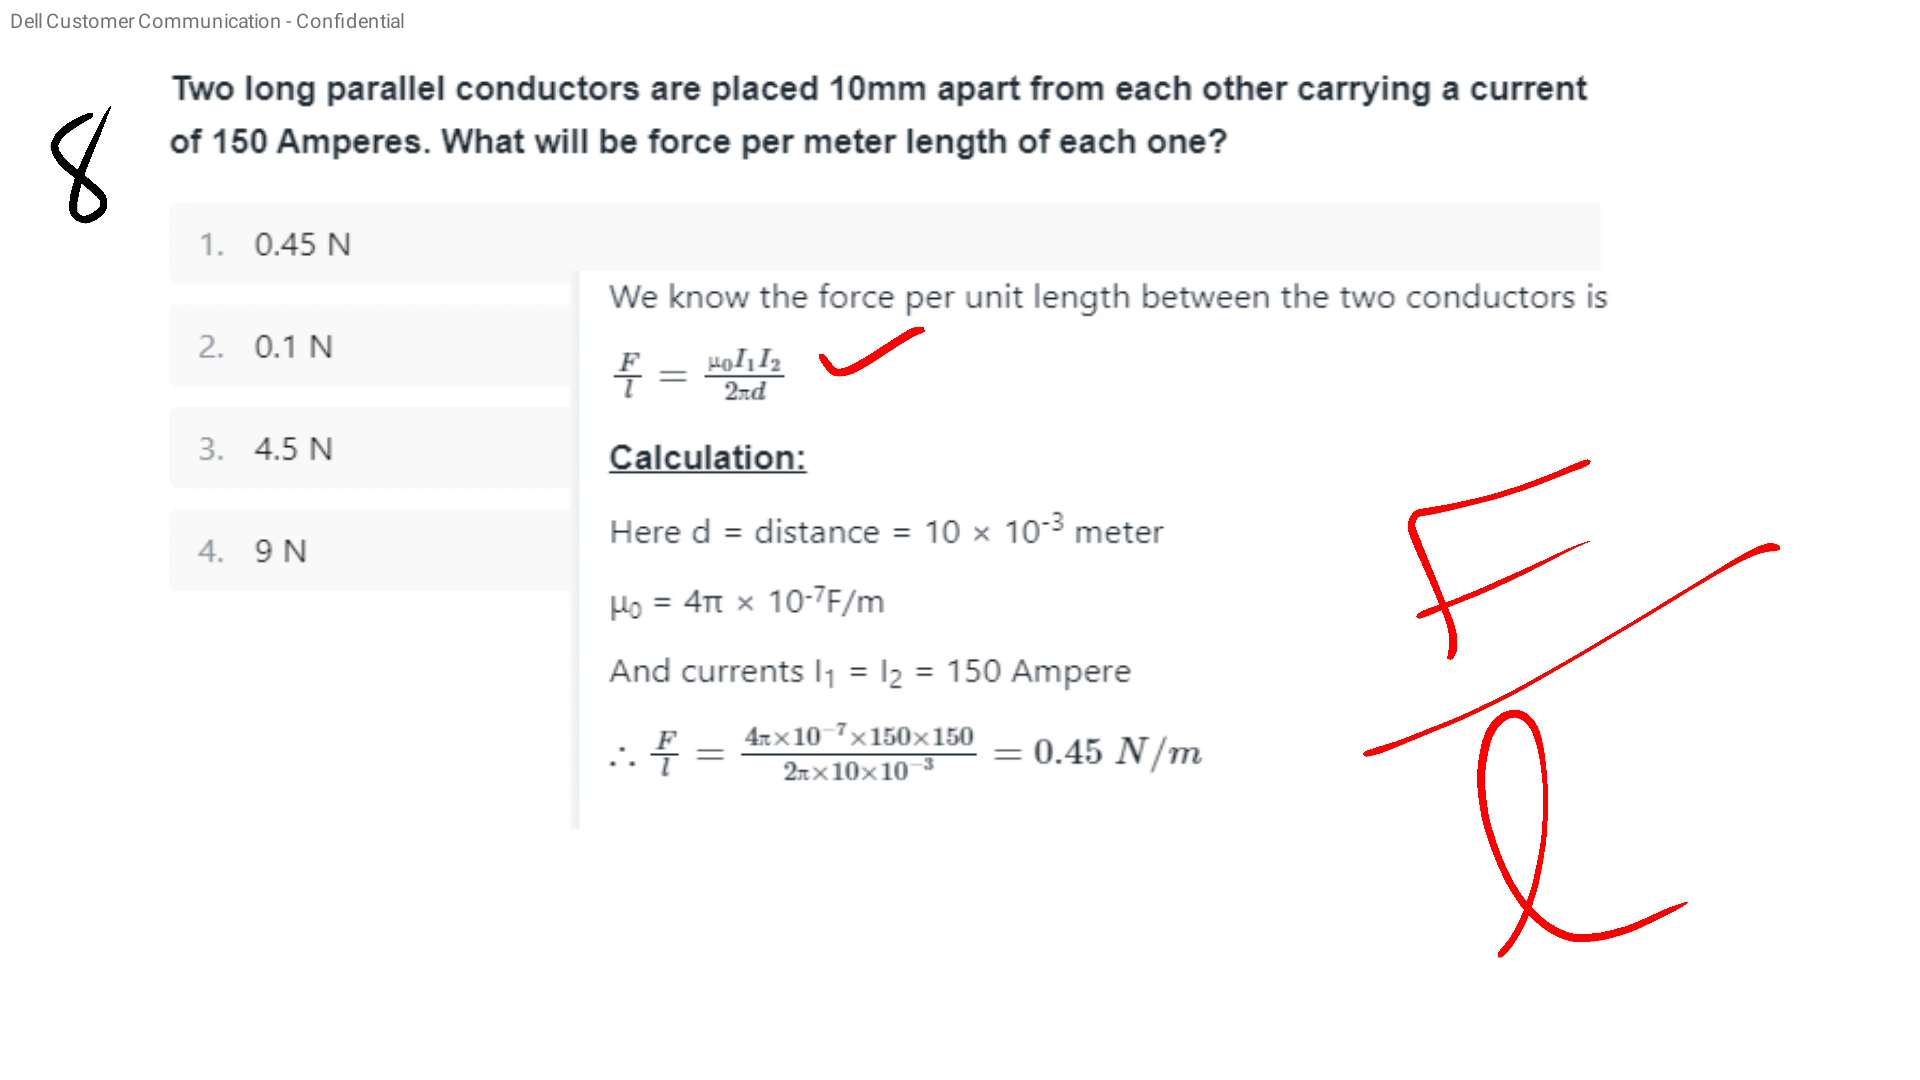 Dell Customer Communication - Confidential
8
Two long parallel conductors are placed 10mm apart from each other carrying a current
of 150 Amperes. What will be force per meter length of each one?
1. 0.45 N
2. 0.1 N
3. 4.5 N
4. 9 N
We know the force per unit length between the two conductors is
F/l = μ₀I₁I₂/2πd
Calculation:
Here d = distance = 10 × 10⁻³ meter
μ₀ = 4π × 10⁻⁷F/m
And currents I₁ = I₂ = 150 Ampere
∴ F/l = 4π×10⁻⁷×150×150/2π×10×10⁻³ = 0.45 N/m
F
l